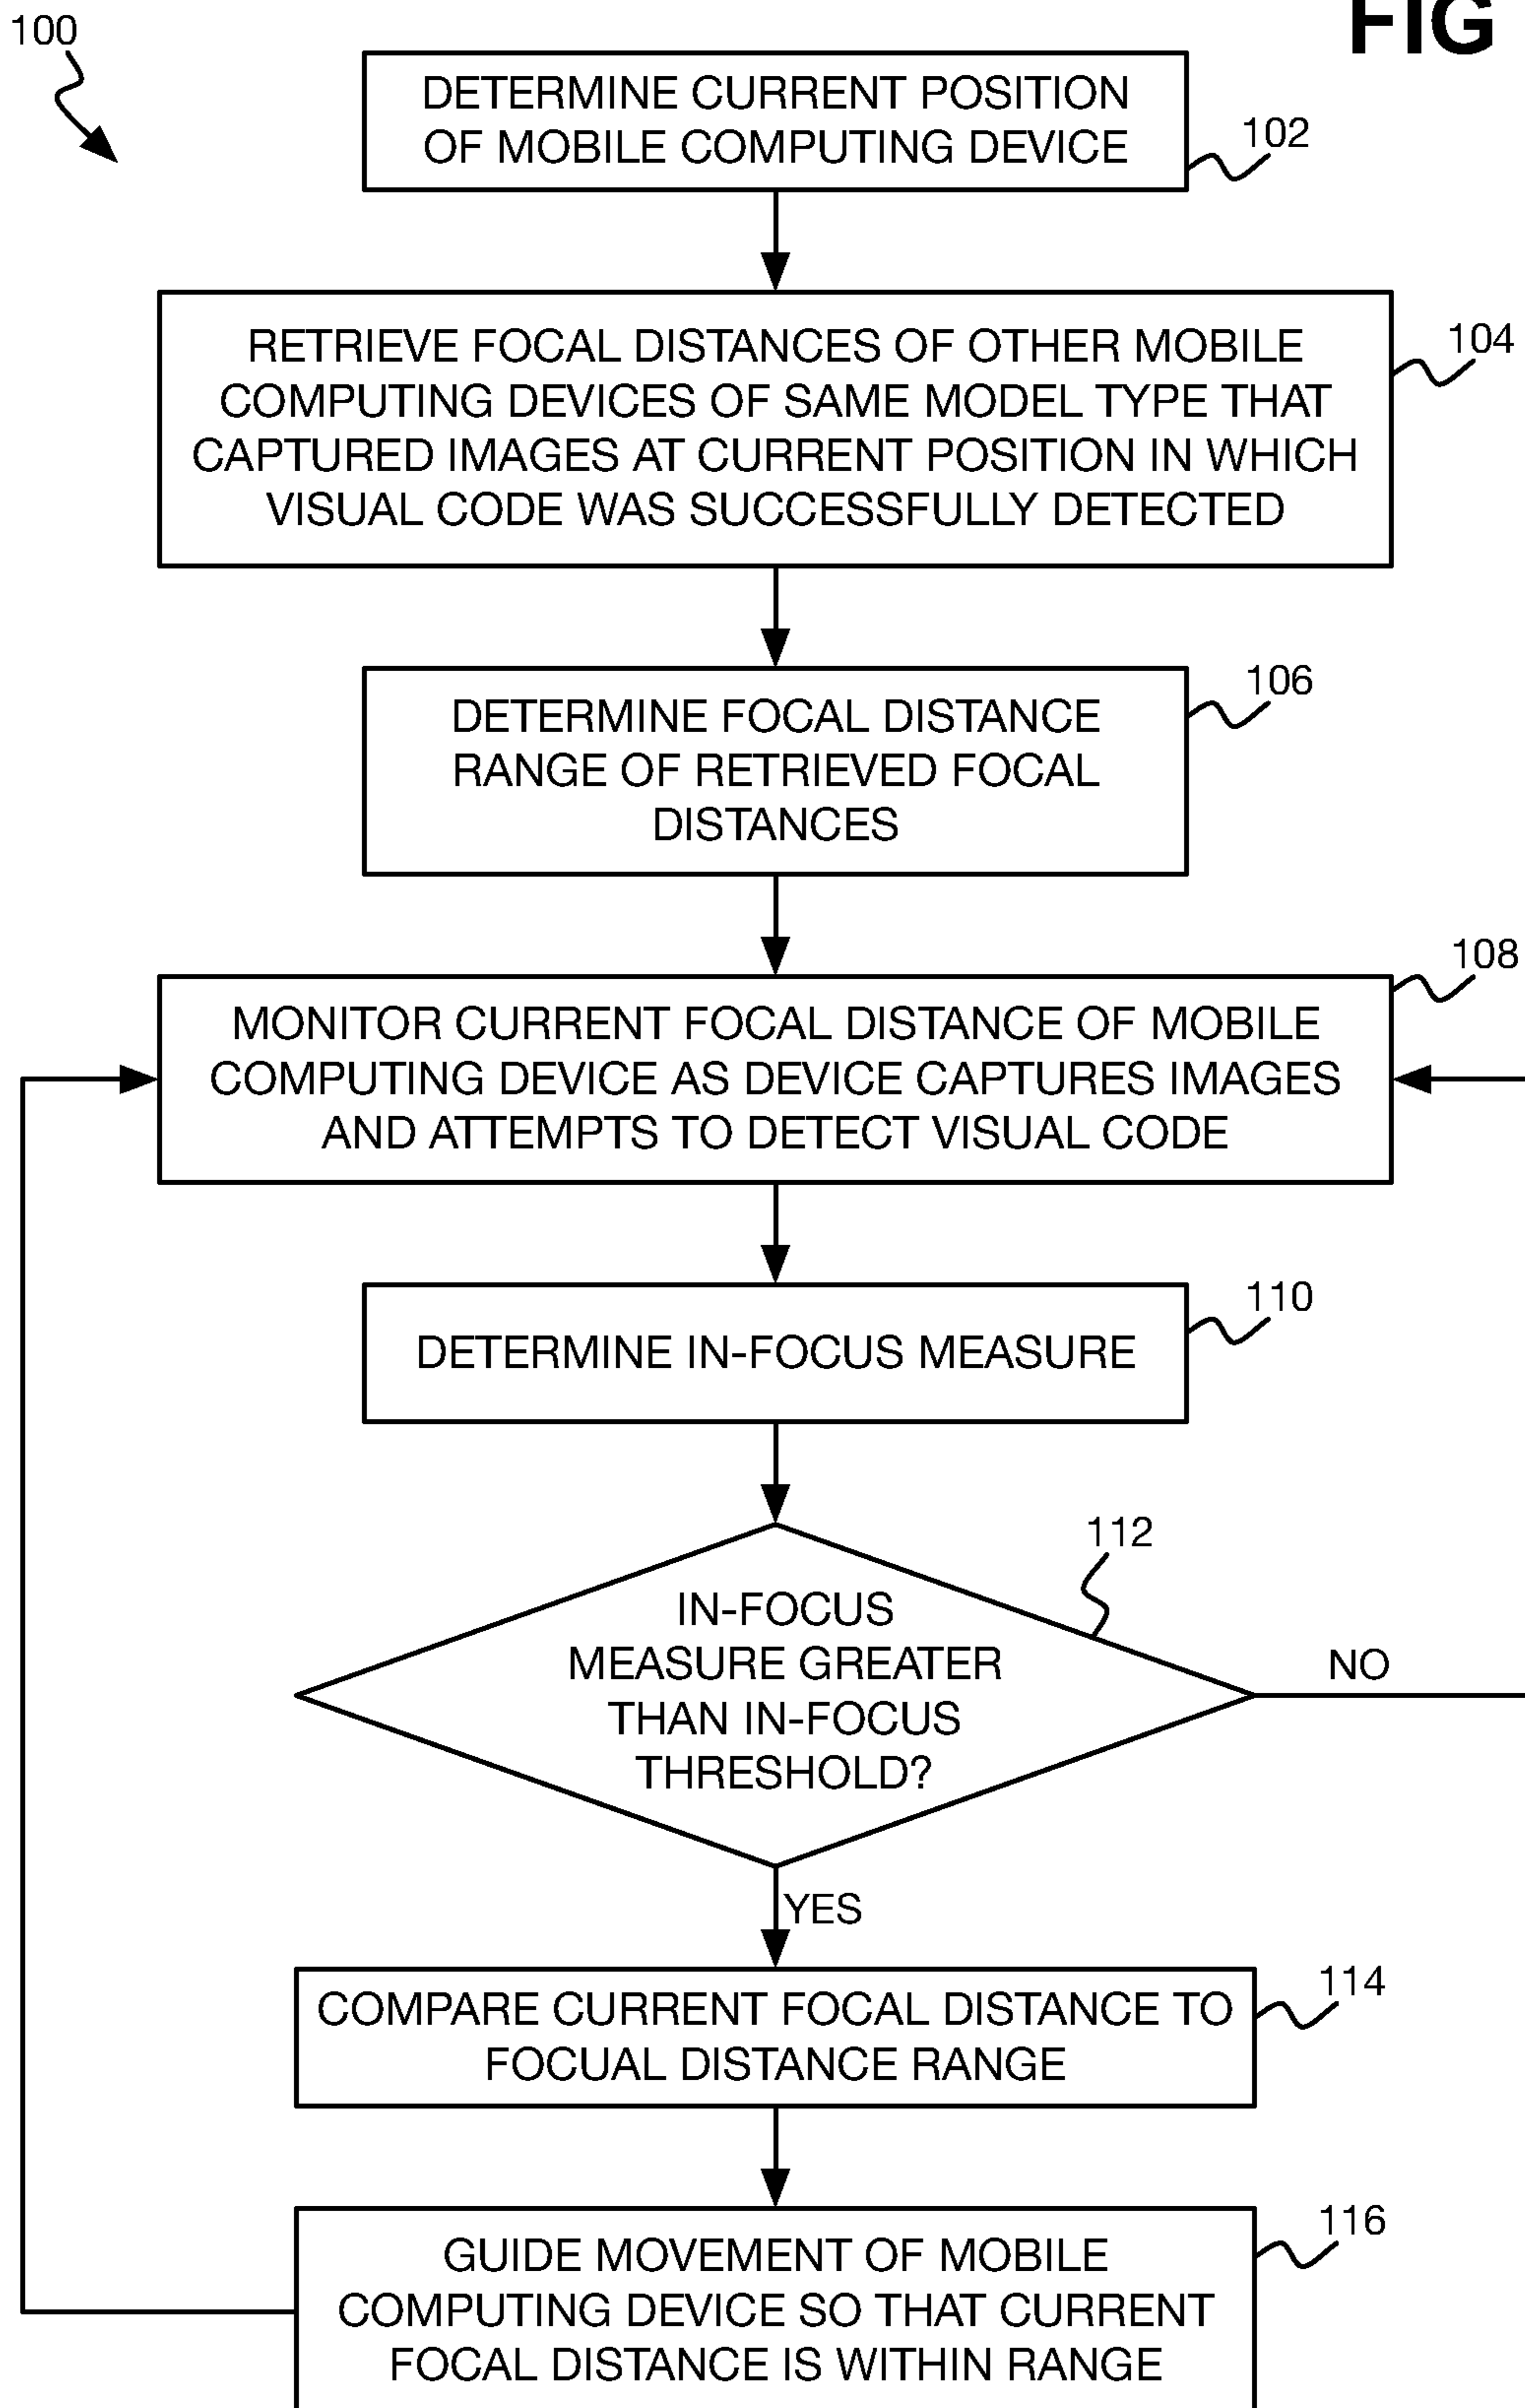 FIG
100
DETERMINE CURRENT POSITION
OF MOBILE COMPUTING DEVICE
102
RETRIEVE FOCAL DISTANCES OF OTHER MOBILE
COMPUTING DEVICES OF SAME MODEL TYPE THAT
CAPTURED IMAGES AT CURRENT POSITION IN WHICH
VISUAL CODE WAS SUCCESSFULLY DETECTED
104
DETERMINE FOCAL DISTANCE
RANGE OF RETRIEVED FOCAL
DISTANCES
106
MONITOR CURRENT FOCAL DISTANCE OF MOBILE
COMPUTING DEVICE AS DEVICE CAPTURES IMAGES
AND ATTEMPTS TO DETECT VISUAL CODE
108
DETERMINE IN-FOCUS MEASURE
110
IN-FOCUS
MEASURE GREATER
THAN IN-FOCUS
THRESHOLD?
112
NO
YES
COMPARE CURRENT FOCAL DISTANCE TO
FOCUAL DISTANCE RANGE
114
GUIDE MOVEMENT OF MOBILE
COMPUTING DEVICE SO THAT CURRENT
FOCAL DISTANCE IS WITHIN RANGE
116